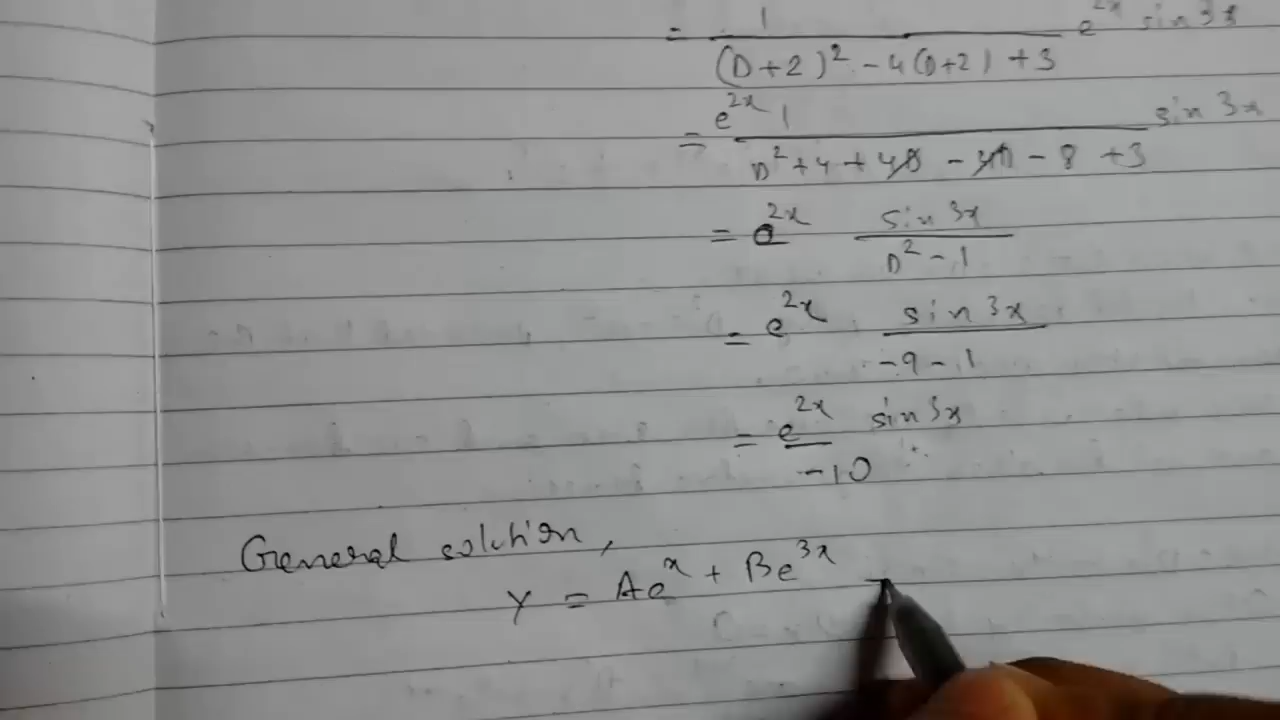 = 1 / (D+2)² - 4(D+2) + 3 e^2x sin 3x
= e^2x 1 / D² + 4 + 4D - 4D - 8 + 3 sin 3x
= e^2x sin 3x / D² - 1
= e^2x sin 3x / -9 - 1
= e^2x / -10 sin 3x
General solution,
y = Ae^x + Be^3x -